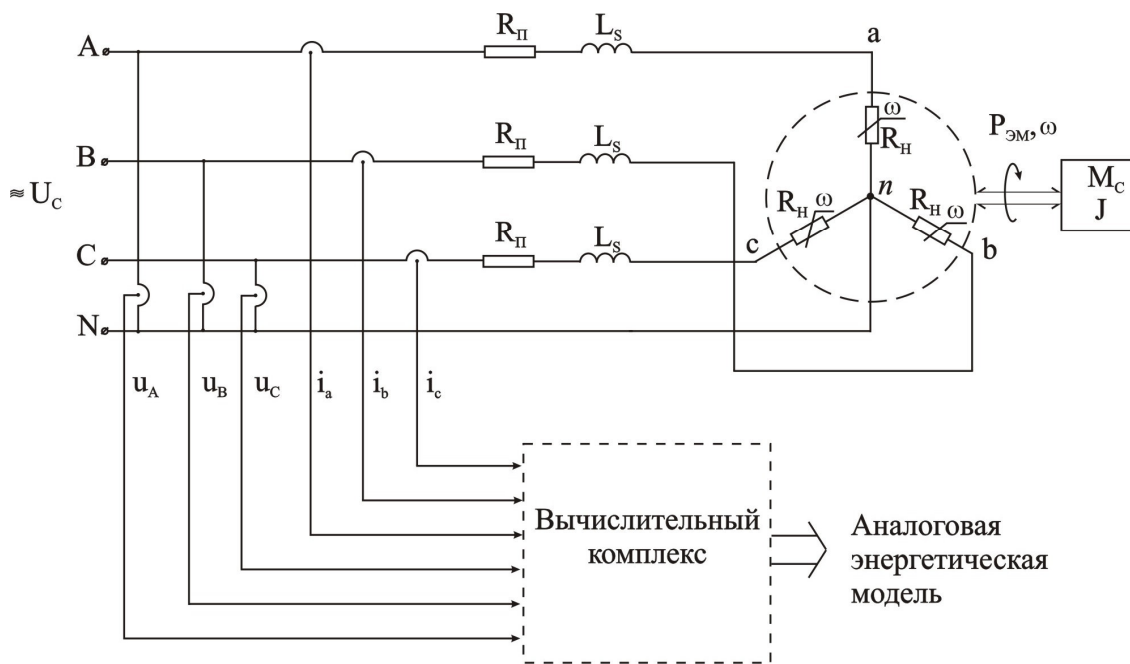 A
R_П
L_S
a
ω
R_Н
B
R_П
L_S
≋ U_C
P_ЭМ, ω
M_C
J
n
R_Н
ω
R_Н
ω
C
R_П
L_S
c
b
N
u_A
u_B
u_C
i_a
i_b
i_c
Вычислительный
комплекс
Аналоговая
энергетическая
модель